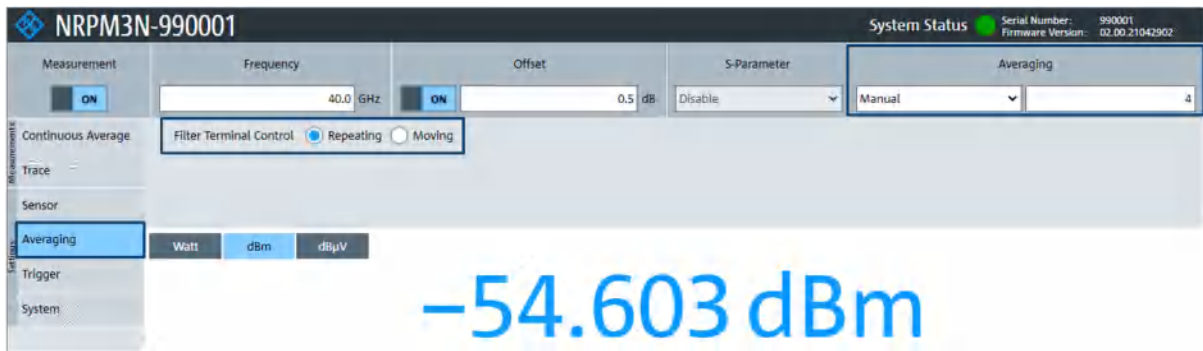 NRPM3N-990001
System Status
Serial Number: 990001
Firmware Version: 02.00.21042902
Measurement
Frequency
Offset
S-Parameter
Averaging
ON
40.0 GHz
ON
0.5 dB
Disable
Manual
4
Measurements
Continuous Average
Filter Terminal Control Repeating Moving
Trace
Settings
Sensor
Averaging
Watt dBm dBµV
Trigger
System
−54.603 dBm